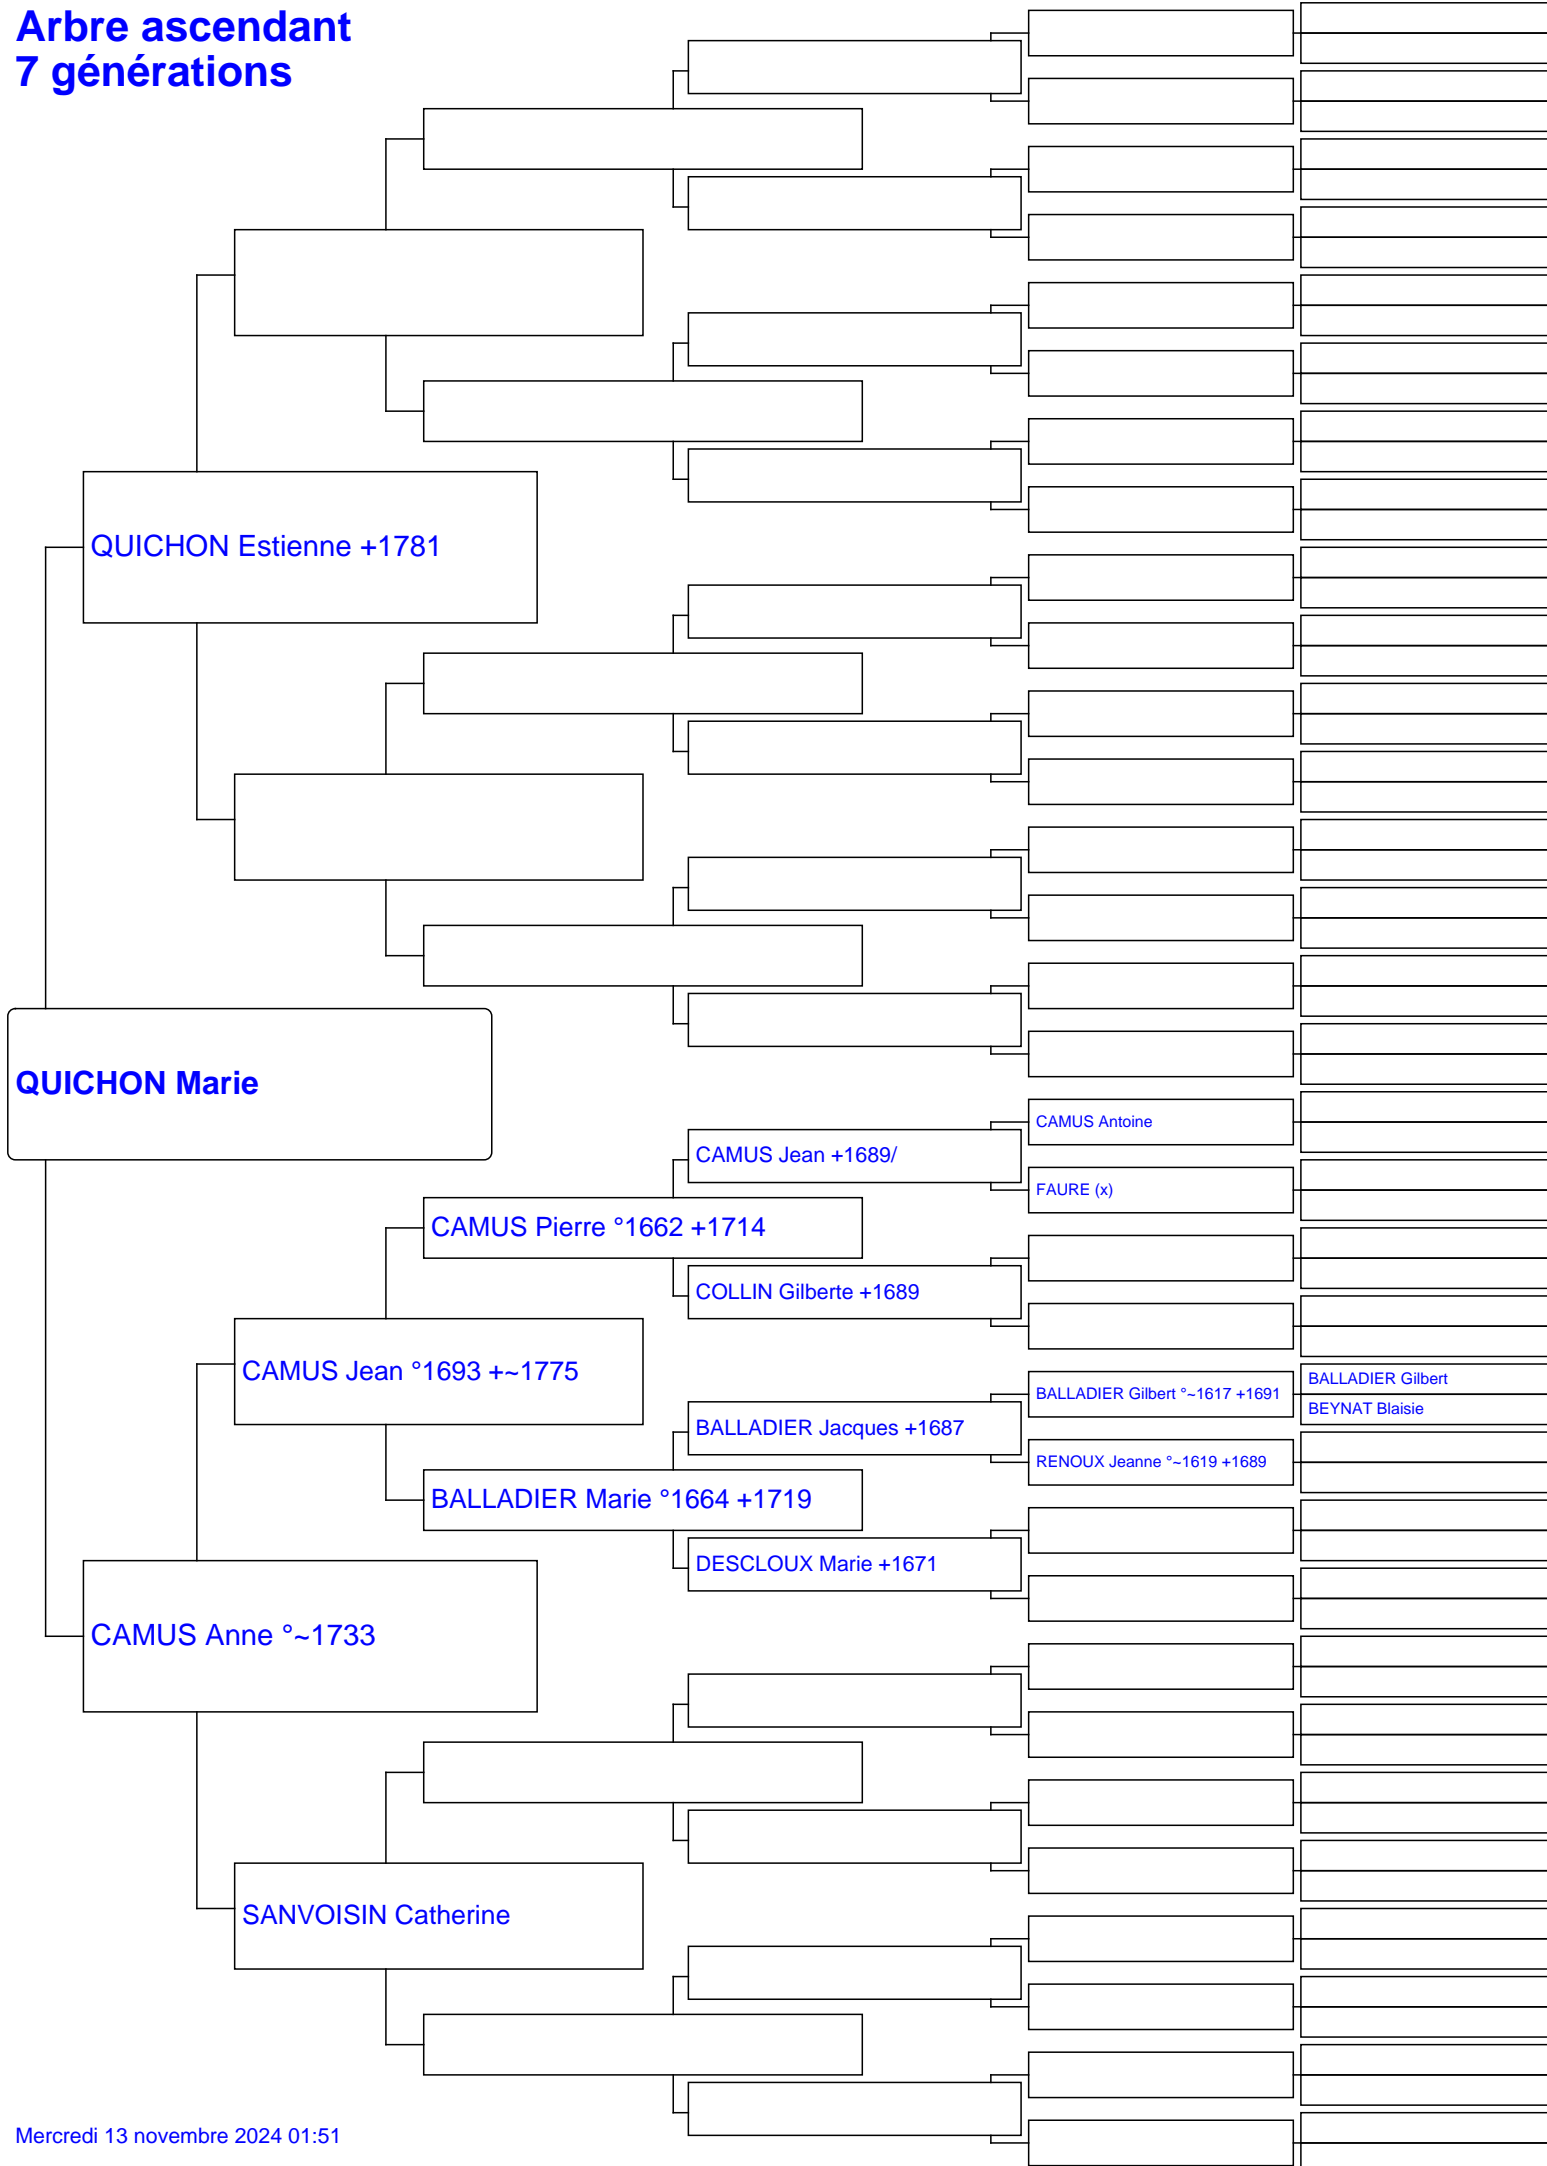 Arbre ascendant
7 générations
QUICHON Estienne +1781
QUICHON Marie
CAMUS Antoine
CAMUS Jean +1689/
FAURE (x)
CAMUS Pierre °1662 +1714
COLLIN Gilberte +1689
CAMUS Jean °1693 +~1775
BALLADIER Gilbert
BALLADIER Gilbert °~1617 +1691
BEYNAT Blaisie
BALLADIER Jacques +1687
RENOUX Jeanne °~1619 +1689
BALLADIER Marie °1664 +1719
DESCLOUX Marie +1671
CAMUS Anne °~1733
SANVOISIN Catherine
Mercredi 13 novembre 2024 01:51